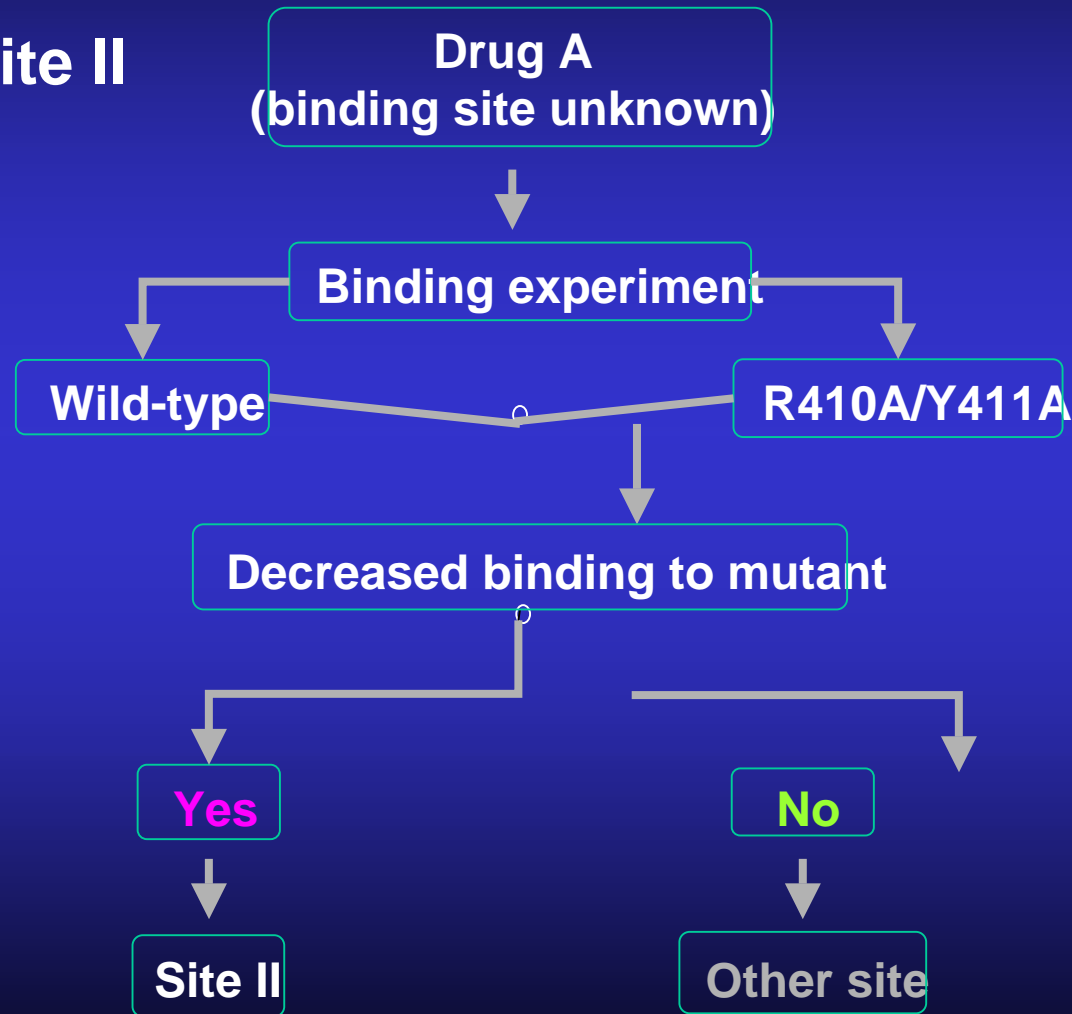 ite II
Drug A
(binding site unknown)
Binding experiment
Wild-type
R410A/Y411A
Decreased binding to mutant
Yes
No
Site II
Other site